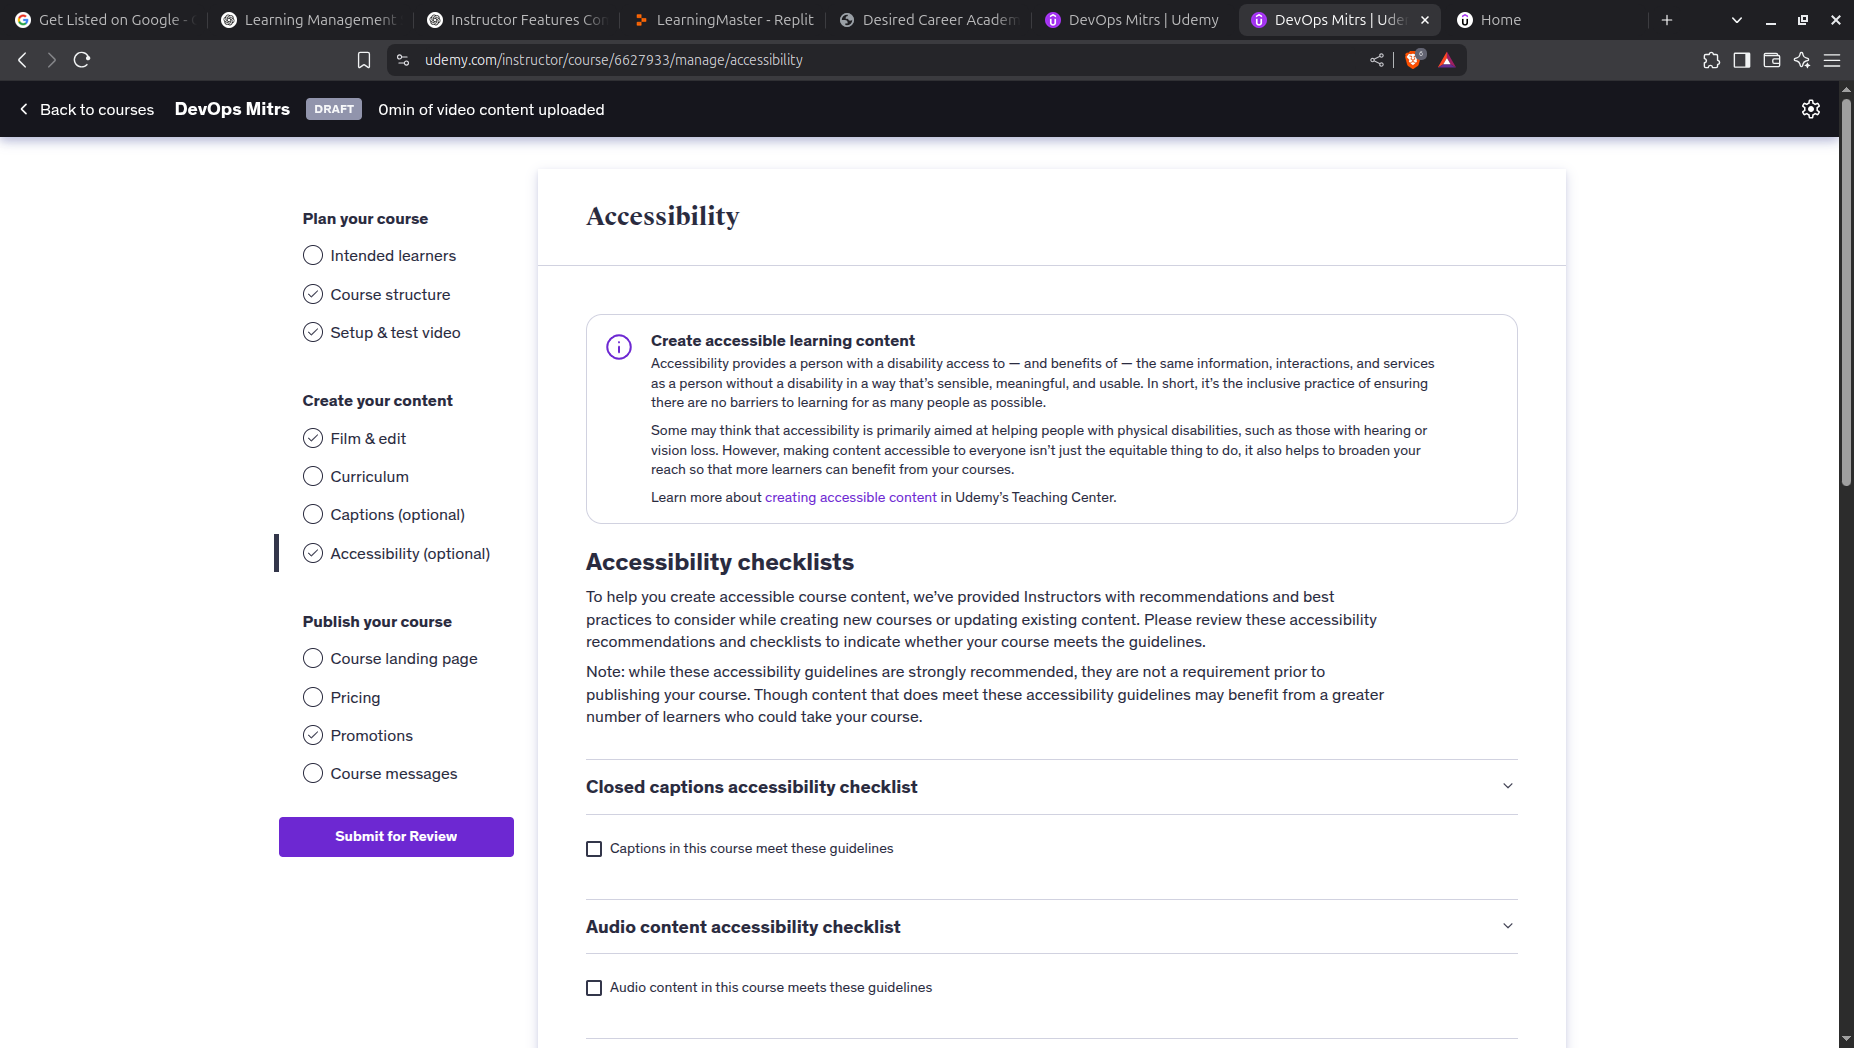 Get Listed on Google -
Learning Management
Instructor Features Con
LearningMaster - Replit
Desired Career Academ
DevOps Mitrs | Udemy
DevOps Mitrs | Ude
Home
udemy.com/instructor/course/6627933/manage/accessibility
6
Back to courses
DevOps Mitrs
DRAFT
0min of video content uploaded
Plan your course
Intended learners
Course structure
Setup & test video
Create your content
Film & edit
Curriculum
Captions (optional)
Accessibility (optional)
Publish your course
Course landing page
Pricing
Promotions
Course messages
Submit for Review
Accessibility
Create accessible learning content
Accessibility provides a person with a disability access to — and benefits of — the same information, interactions, and services
as a person without a disability in a way that’s sensible, meaningful, and usable. In short, it’s the inclusive practice of ensuring
there are no barriers to learning for as many people as possible.
Some may think that accessibility is primarily aimed at helping people with physical disabilities, such as those with hearing or
vision loss. However, making content accessible to everyone isn’t just the equitable thing to do, it also helps to broaden your
reach so that more learners can benefit from your courses.
Learn more about creating accessible content in Udemy’s Teaching Center.
Accessibility checklists
To help you create accessible course content, we’ve provided Instructors with recommendations and best
practices to consider while creating new courses or updating existing content. Please review these accessibility
recommendations and checklists to indicate whether your course meets the guidelines.
Note: while these accessibility guidelines are strongly recommended, they are not a requirement prior to
publishing your course. Though content that does meet these accessibility guidelines may benefit from a greater
number of learners who could take your course.
Closed captions accessibility checklist
Captions in this course meet these guidelines
Audio content accessibility checklist
Audio content in this course meets these guidelines